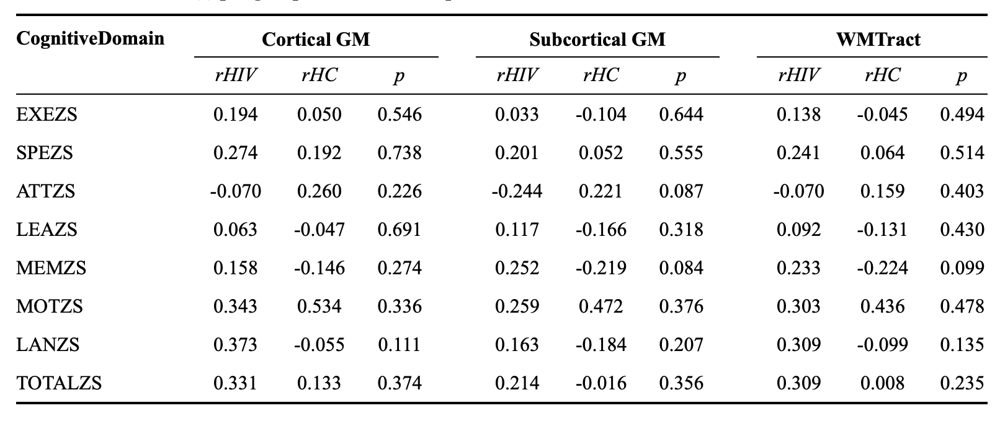 CognitiveDomain Cortical GM Subcortical GM WMTract
rHIV rHC p rHIV rHC p rHIV rHC p
EXEZS 0.194 0.050 0.546 0.033 -0.104 0.644 0.138 -0.045 0.494
SPEZS 0.274 0.192 0.738 0.201 0.052 0.555 0.241 0.064 0.514
ATTZS -0.070 0.260 0.226 -0.244 0.221 0.087 -0.070 0.159 0.403
LEAZS 0.063 -0.047 0.691 0.117 -0.166 0.318 0.092 -0.131 0.430
MEMZS 0.158 -0.146 0.274 0.252 -0.219 0.084 0.233 -0.224 0.099
MOTZS 0.343 0.534 0.336 0.259 0.472 0.376 0.303 0.436 0.478
LANZS 0.373 -0.055 0.111 0.163 -0.184 0.207 0.309 -0.099 0.135
TOTALZS 0.331 0.133 0.374 0.214 -0.016 0.356 0.309 0.008 0.235